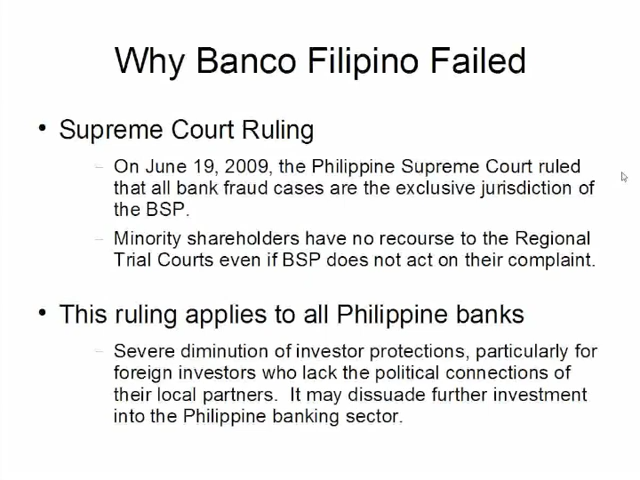 Why Banco Filipino Failed
• Supreme Court Ruling
– On June 19, 2009, the Philippine Supreme Court ruled
that all bank fraud cases are the exclusive jurisdiction of
the BSP.
– Minority shareholders have no recourse to the Regional
Trial Courts even if BSP does not act on their complaint.
• This ruling applies to all Philippine banks
– Severe diminution of investor protections, particularly for
foreign investors who lack the political connections of
their local partners.  It may dissuade further investment
into the Philippine banking sector.